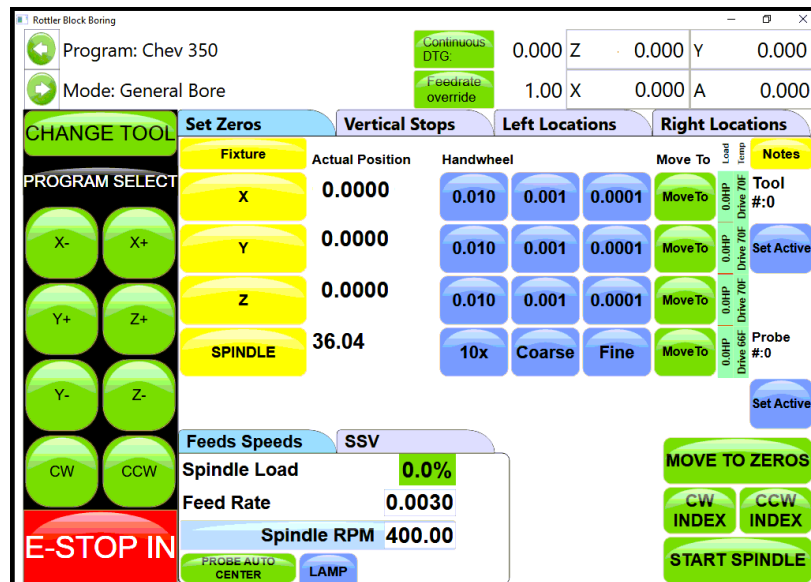 Rottler Block Boring
Program: Chev 350
Continuous DTG: 0.000 Z 0.000 Y 0.000
Mode: General Bore
Feedrate override 1.00 X 0.000 A 0.000
CHANGE TOOL
PROGRAM SELECT
X- X+
Y+ Z+
Y- Z-
CW CCW
E-STOP IN
Set Zeros Vertical Stops Left Locations Right Locations
Fixture Actual Position Handwheel Move To Load Temp Notes
X 0.0000 0.010 0.001 0.0001 MoveTo 0.0HP Drive 70F
Tool #:0
Y 0.0000 0.010 0.001 0.0001 MoveTo 0.0HP Drive 70F Set Active
Z 0.0000 0.010 0.001 0.0001 MoveTo 0.0HP Drive 70F
SPINDLE 36.04 10x Coarse Fine MoveTo 0.0HP Drive 66F
Probe #:0
Set Active
Feeds Speeds SSV
Spindle Load 0.0%
Feed Rate 0.0030
Spindle RPM 400.00
PROBE AUTO CENTER LAMP
MOVE TO ZEROS
CW INDEX CCW INDEX
START SPINDLE